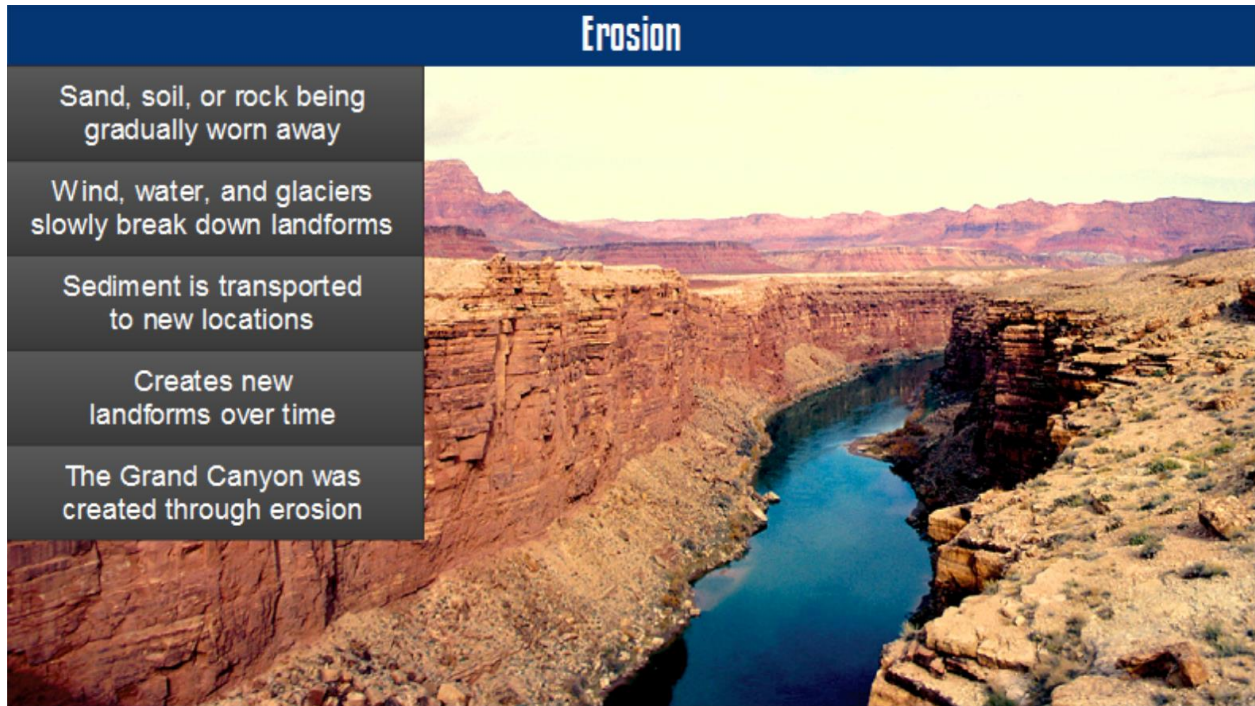 Erosion
Sand, soil, or rock being
gradually worn away
Wind, water, and glaciers
slowly break down landforms
Sediment is transported
to new locations
Creates new
landforms over time
The Grand Canyon was
created through erosion